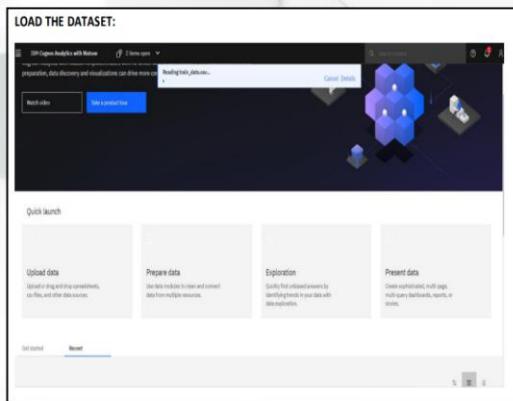 LOAD THE DATASET:
IBM Cognos Analytics with Watson
2 items open
preparation, data discovery and visualizations can drive more
Reading train_data.csv...
Cancel Details
Watch video
Take a product tour
Quick launch
Upload data
Upload or drag and drop spreadsheets,
csv files, and other data sources.
Prepare data
Use data modules to clean and connect
data from multiple resources.
Exploration
Quickly find unbiased answers by
identifying trends in your data with
data exploration.
Present data
Create sophisticated, multi-page,
multi-query dashboards, reports, or
stories.
Get started
Recent